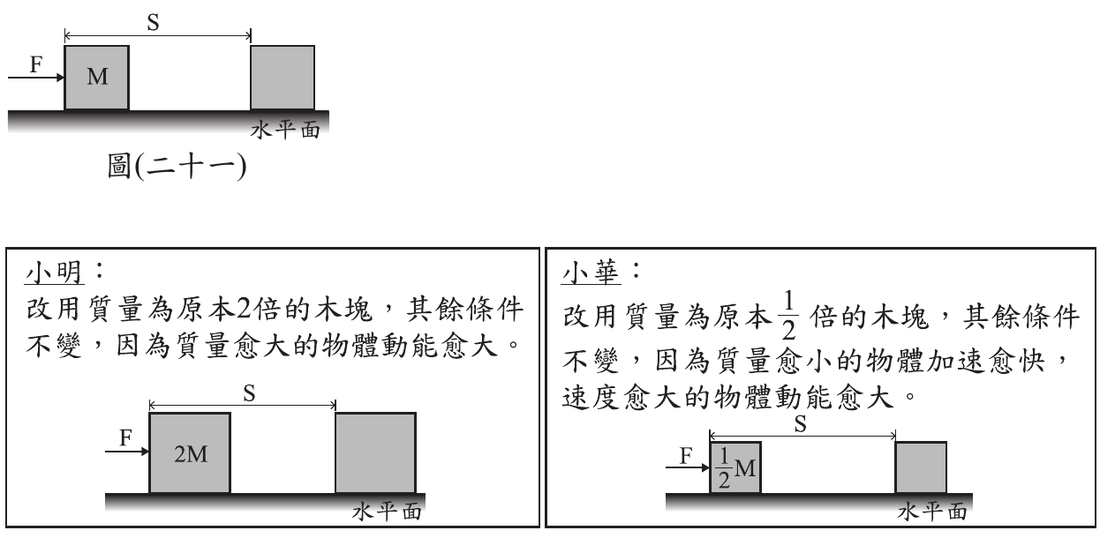 S
F
M
水平面
圖(二十一)
小明：
改用質量為原本2倍的木塊，其餘條件
不變，因為質量愈大的物體動能愈大。
S
F
2M
水平面
小華：
改用質量為原本1/2倍的木塊，其餘條件
不變，因為質量愈小的物體加速愈快，
速度愈大的物體動能愈大。
S
F
1/2M
水平面